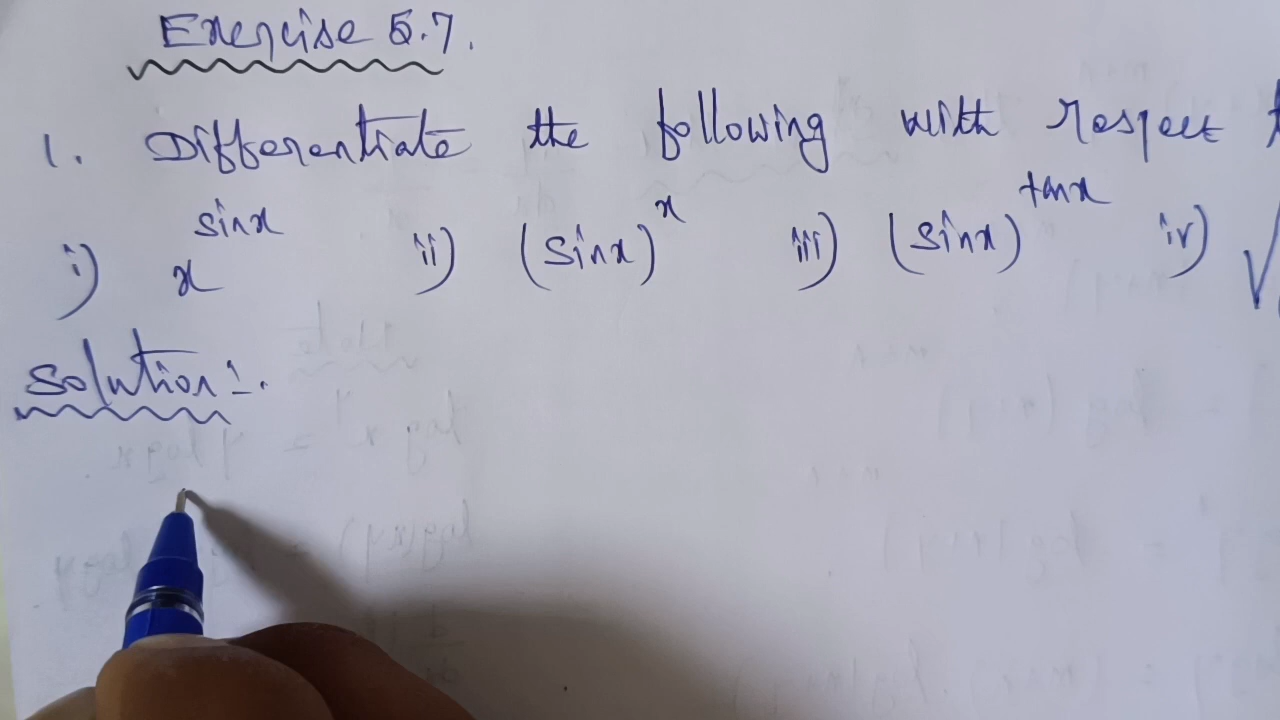 Exercise 5.7.
1. Differentiate the following with respect
i) x^sinx ii) (sinx)^x iii) (sinx)^tanx iv) √
Solution:-